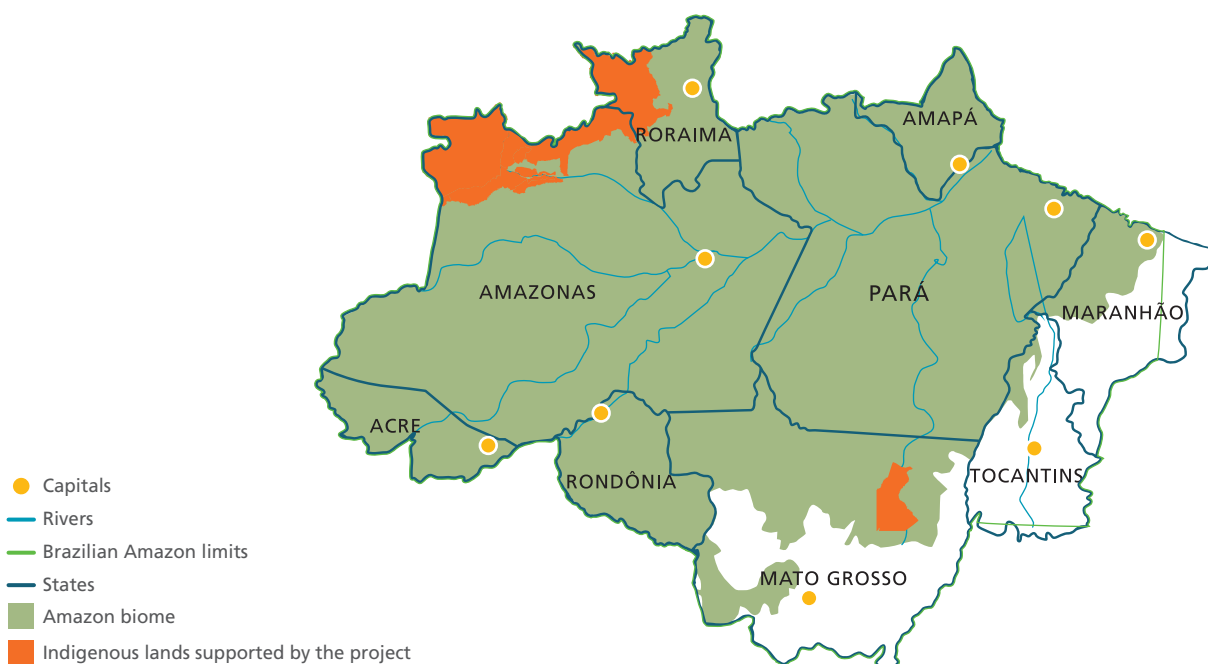 AMAPÁ
RORAIMA
AMAZONAS
PARÁ
MARANHÃO
ACRE
RONDÔNIA
TOCANTINS
MATO GROSSO
Capitals
Rivers
Brazilian Amazon limits
States
Amazon biome
Indigenous lands supported by the project